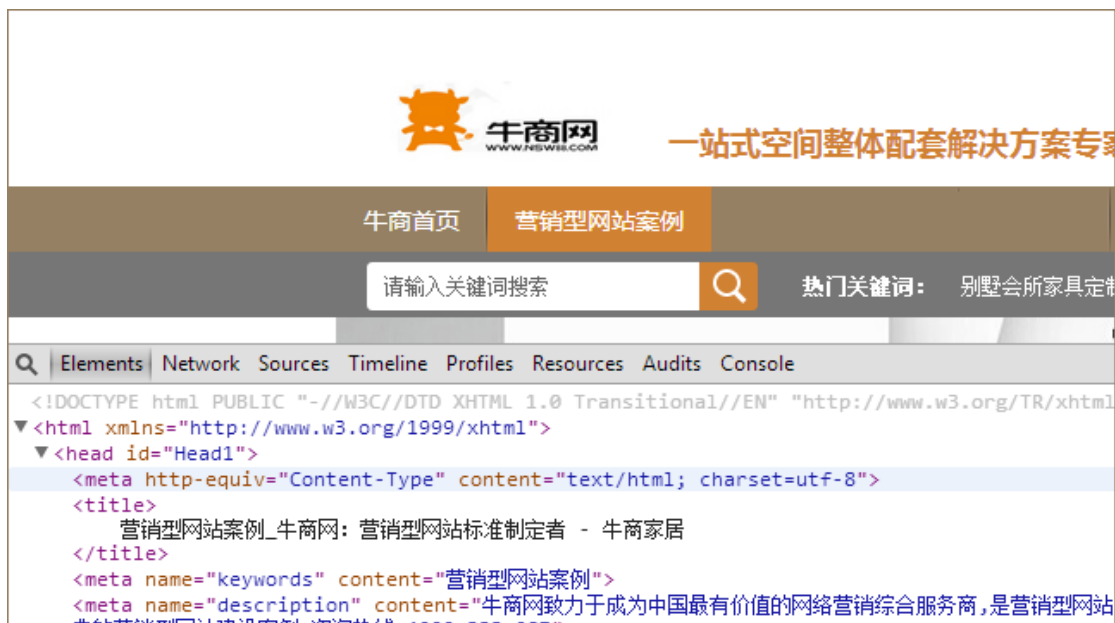 牛商网
WWW.NSW88.COM
一站式空间整体配套解决方案专家
牛商首页 营销型网站案例
请输入关键词搜索 热门关键词： 别墅会所家具定制
Elements Network Sources Timeline Profiles Resources Audits Console
<!DOCTYPE html PUBLIC "-//W3C//DTD XHTML 1.0 Transitional//EN" "http://www.w3.org/TR/xhtml
▼<html xmlns="http://www.w3.org/1999/xhtml">
▼<head id="Head1">
<meta http-equiv="Content-Type" content="text/html; charset=utf-8">
<title>
营销型网站案例_牛商网：营销型网站标准制定者 - 牛商家居
</title>
<meta name="keywords" content="营销型网站案例">
<meta name="description" content="牛商网致力于成为中国最有价值的网络营销综合服务商,是营销型网站